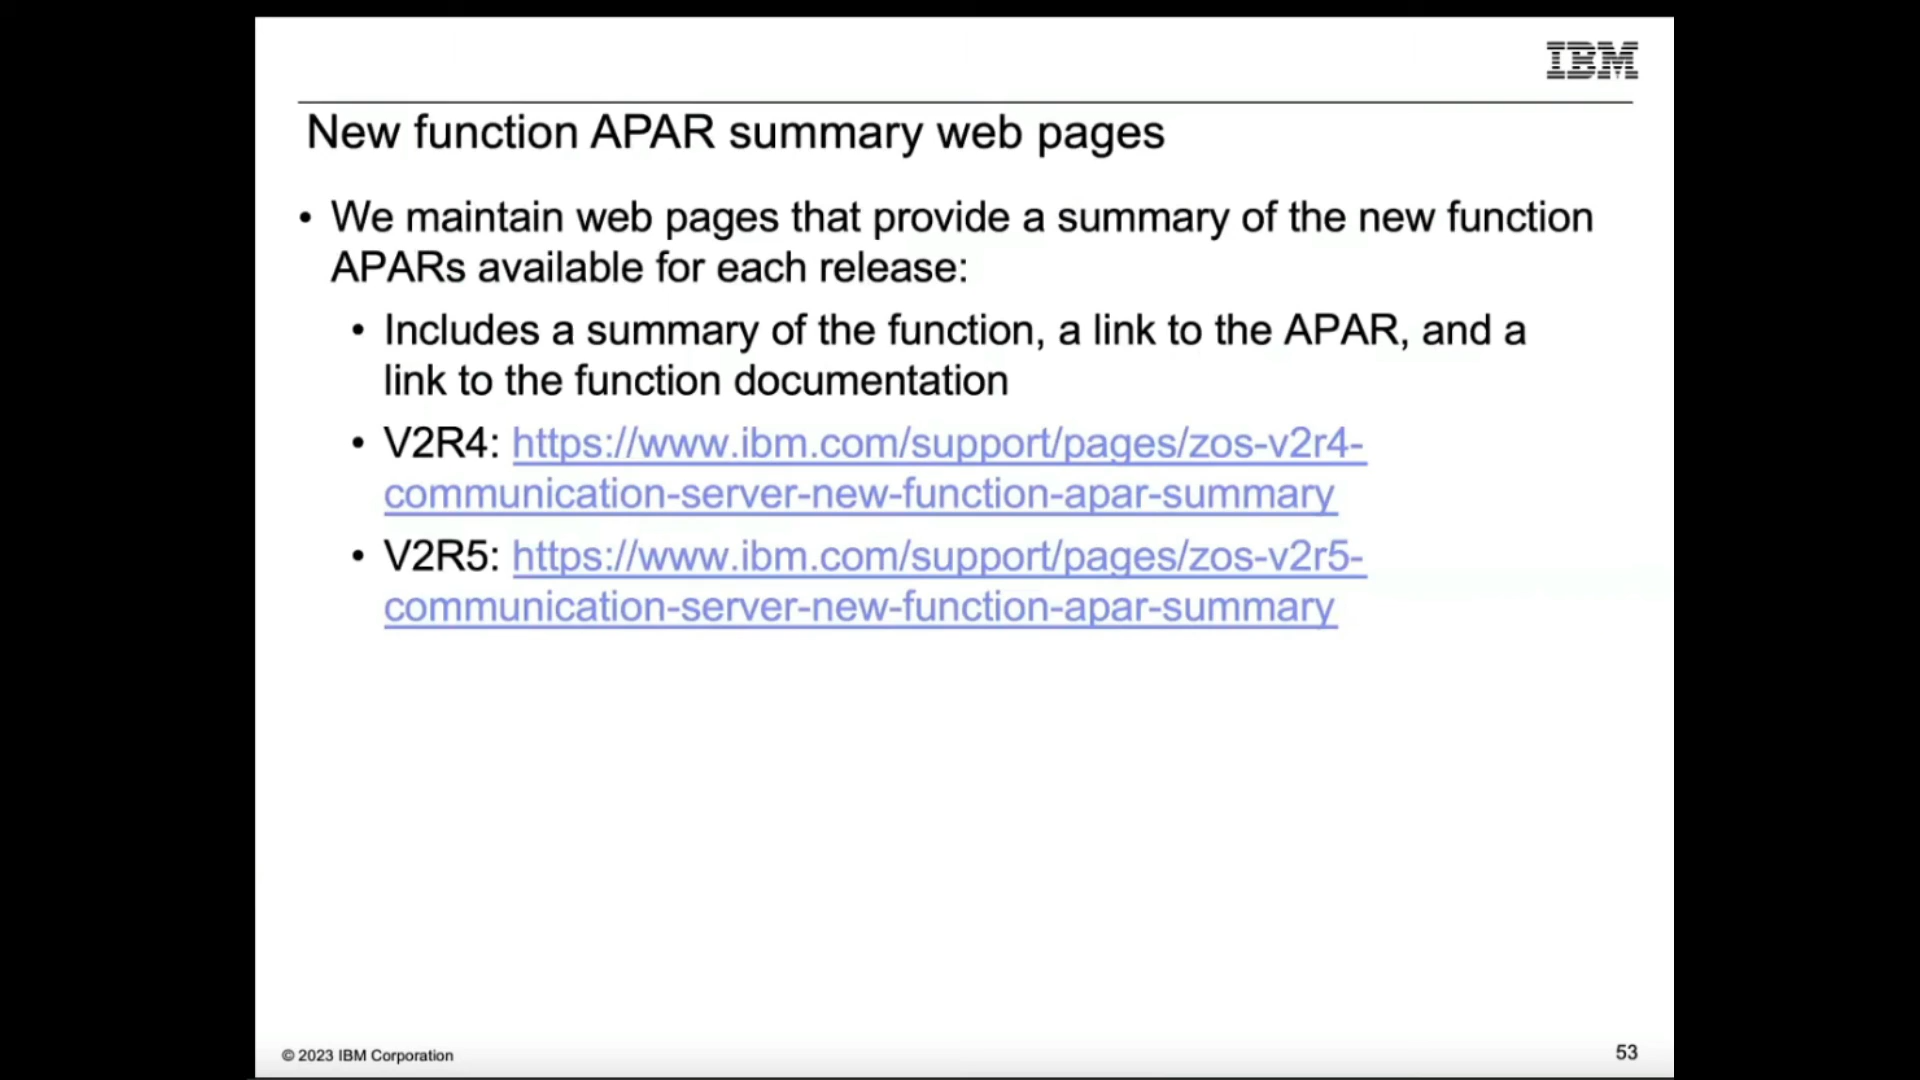 IBM
New function APAR summary web pages
• We maintain web pages that provide a summary of the new function
APARs available for each release:
• Includes a summary of the function, a link to the APAR, and a
link to the function documentation
• V2R4: https://www.ibm.com/support/pages/zos-v2r4-
communication-server-new-function-apar-summary
• V2R5: https://www.ibm.com/support/pages/zos-v2r5-
communication-server-new-function-apar-summary
© 2023 IBM Corporation
53